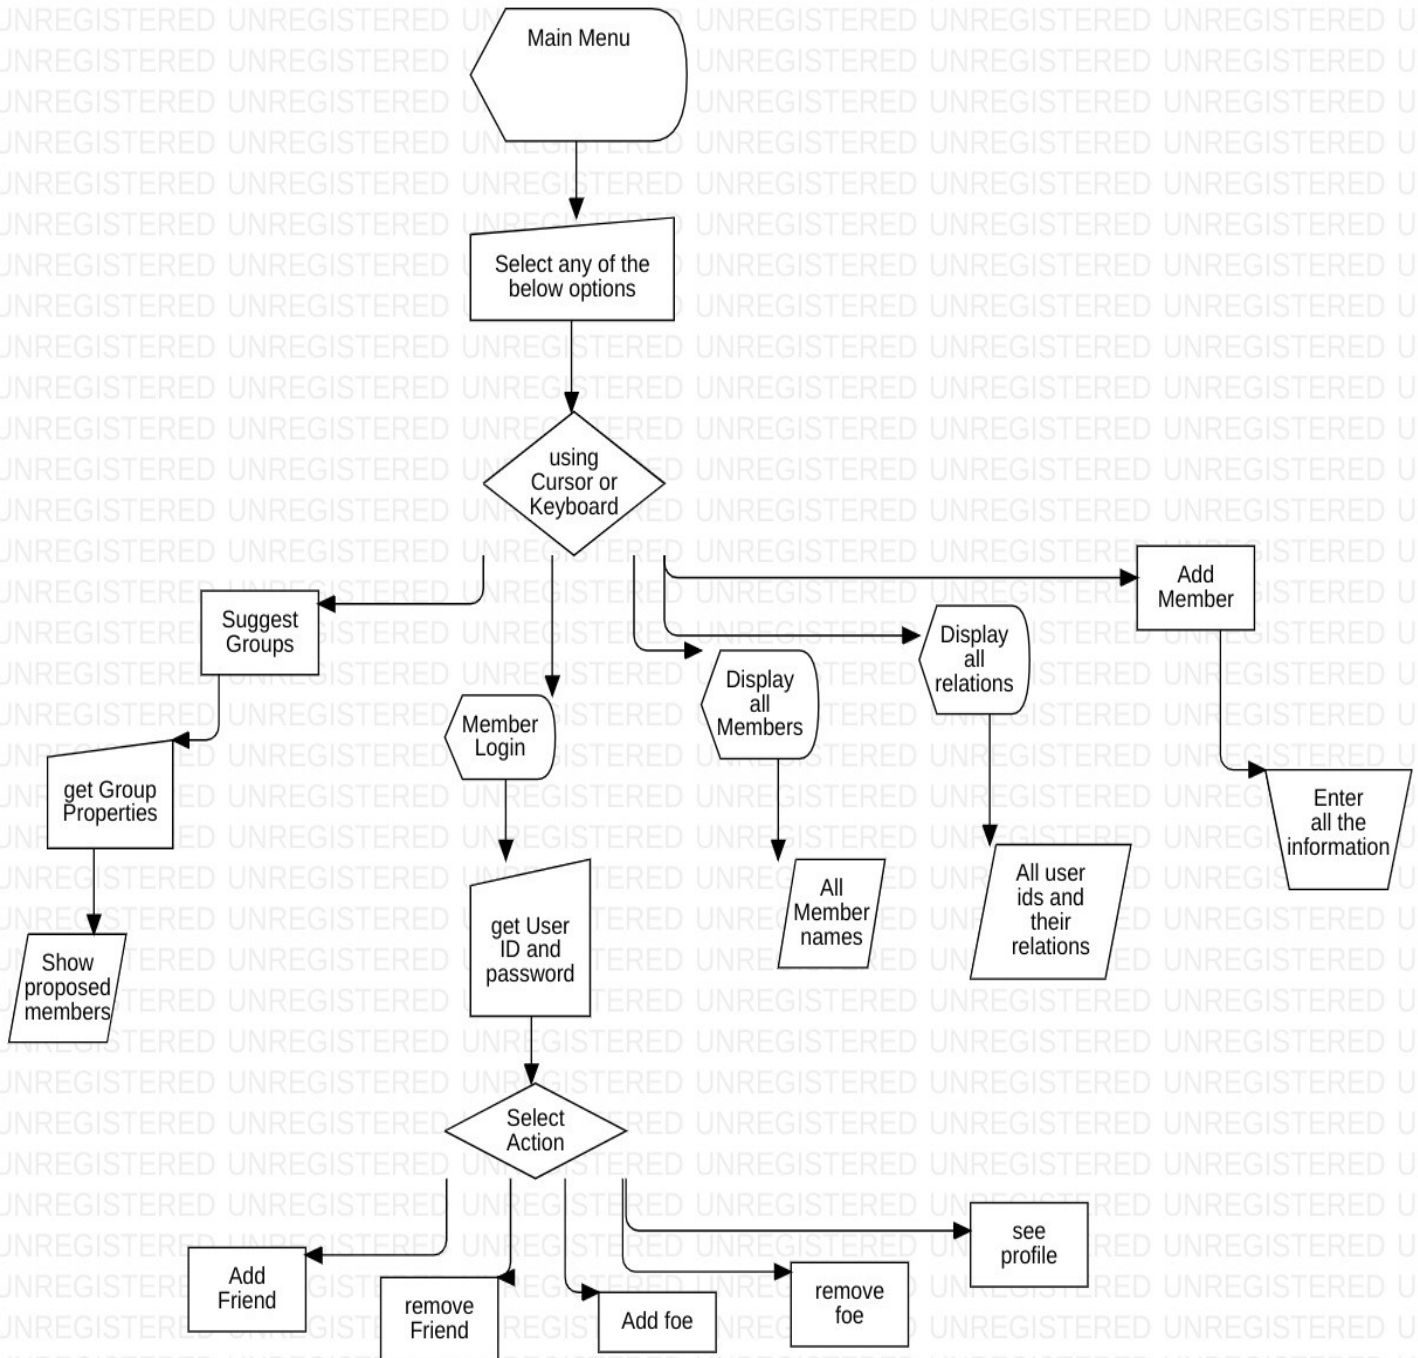 Main Menu
Select any of the
below options
using
Cursor or
Keyboard
Suggest
Groups
Member
Login
Display
all
Members
Display
all
relations
Add
Member
get Group
Properties
Enter
all the
information
All
Member
names
All user
ids and
their
relations
Show
proposed
members
get User
ID and
password
Select
Action
Add
Friend
remove
Friend
Add foe
remove
foe
see
profile
UNREGISTERED